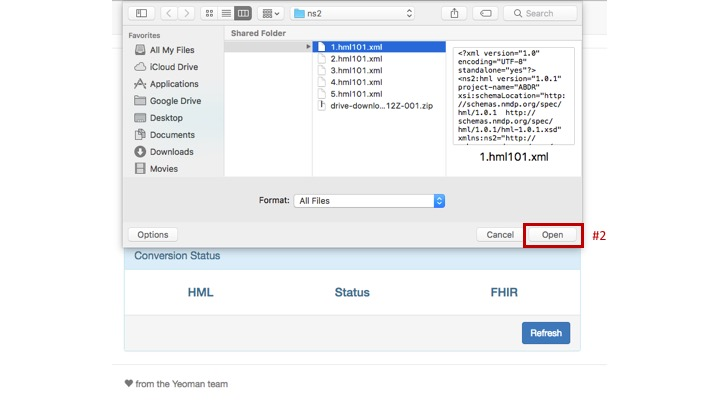 ns2
Search
Favorites
Shared Folder
All My Files
iCloud Drive
Applications
Google Drive
Desktop
Documents
Downloads
Movies
1.hml101.xml
2.hml101.xml
3.hml101.xml
4.hml101.xml
5.hml101.xml
drive-downlo...12Z-001.zip
<?xml version="1.0"
encoding="UTF-8"
standalone="yes"?>
<ns2:hml version="1.0.1"
project-name="ABDR"
xsi:schemaLocation="http:
//schemas.nmdp.org/spec/
hml/1.0.1 http://
schemas.nmdp.org/spec/
hml/1.0.1/hml-1.0.1.xsd"
xmlns:ns2="http://
1.hml101.xml
Format: All Files
Options
Cancel
Open
#2
Conversion Status
HML
Status
FHIR
Refresh
from the Yeoman team